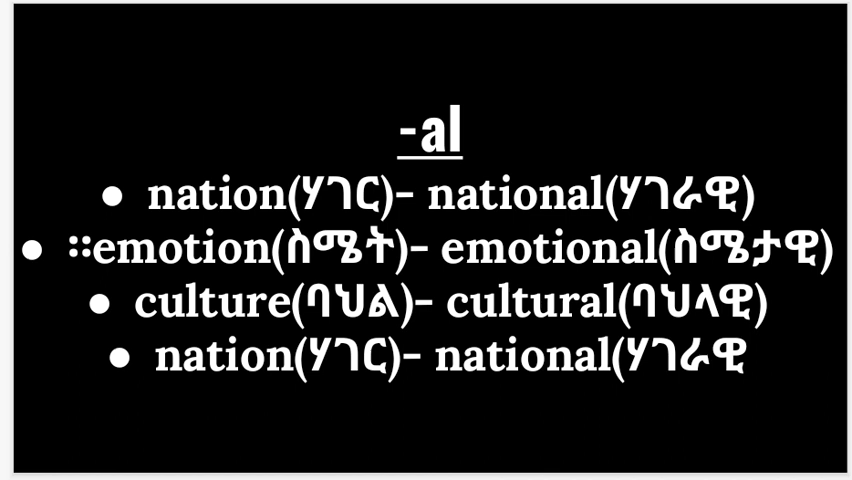 -al
● nation(ሃገር)- national(ሃገራዊ)
● ።emotion(ስሜት)- emotional(ስሜታዊ)
● culture(ባህል)- cultural(ባህላዊ)
● nation(ሃገር)- national(ሃገራዊ